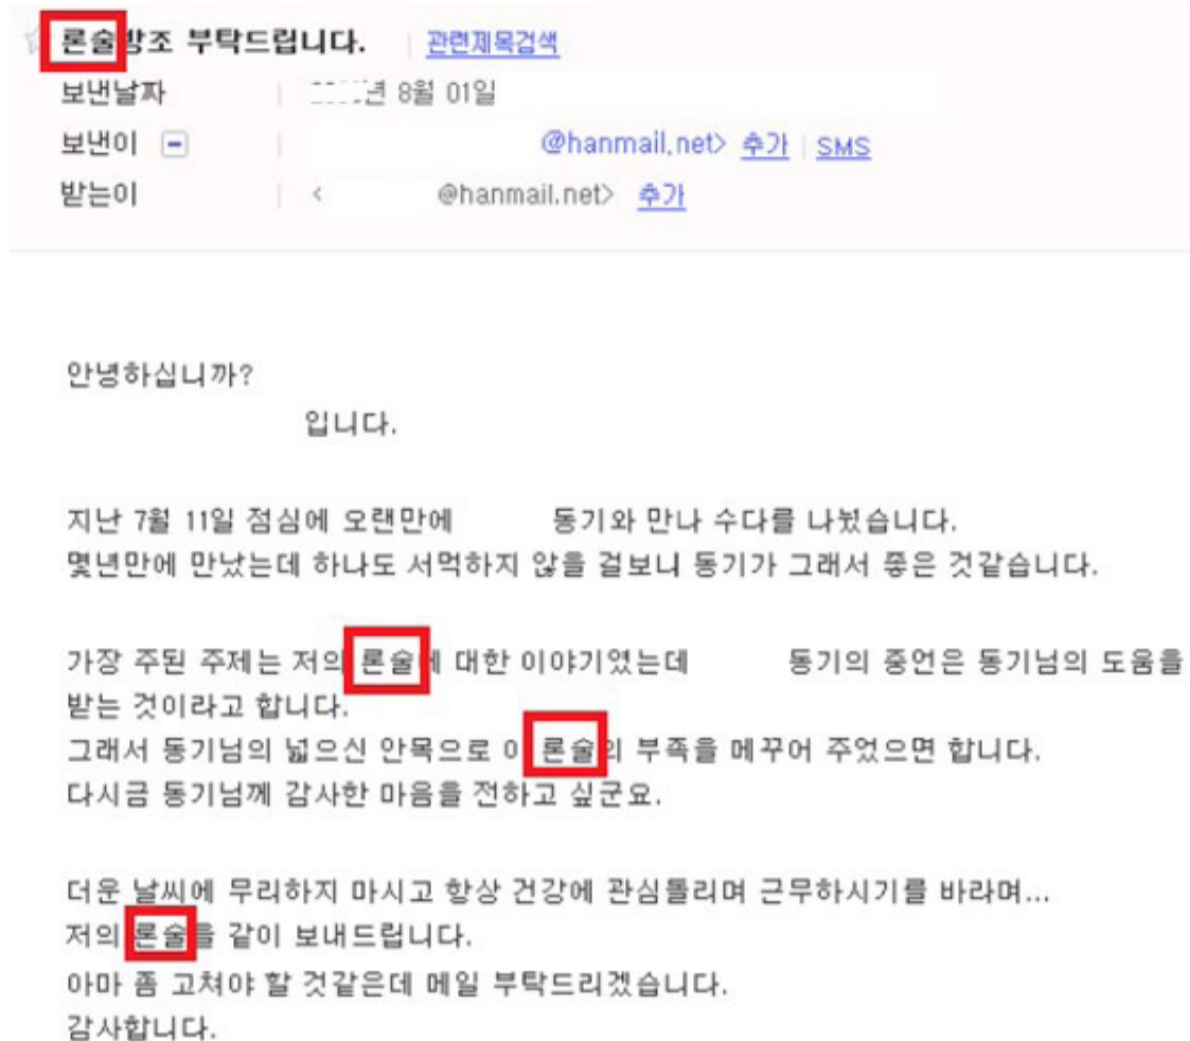 론술방조 부탁드립니다. 관련제목검색
보낸날짜 년 8월 01일
보낸이 @hanmail.net> 추가 SMS
받는이 < @hanmail.net> 추가
안녕하십니까?
입니다.
지난 7월 11일 점심에 오랜만에 동기와 만나 수다를 나눴습니다.
몇년만에 만났는데 하나도 서먹하지 않을 걸보니 동기가 그래서 좋은 것같습니다.
가장 주된 주제는 저의 론술에 대한 이야기였는데 동기의 중언은 동기님의 도움을
받는 것이라고 합니다.
그래서 동기님의 넓으신 안목으로 이 론술의 부족을 메꾸어 주었으면 합니다.
다시금 동기님께 감사한 마음을 전하고 싶군요.
더운 날씨에 무리하지 마시고 항상 건강에 관심돌리며 근무하시기를 바라며...
저의 론술을 같이 보내드립니다.
아마 좀 고쳐야 할 것같은데 메일 부탁드리겠습니다.
감사합니다.